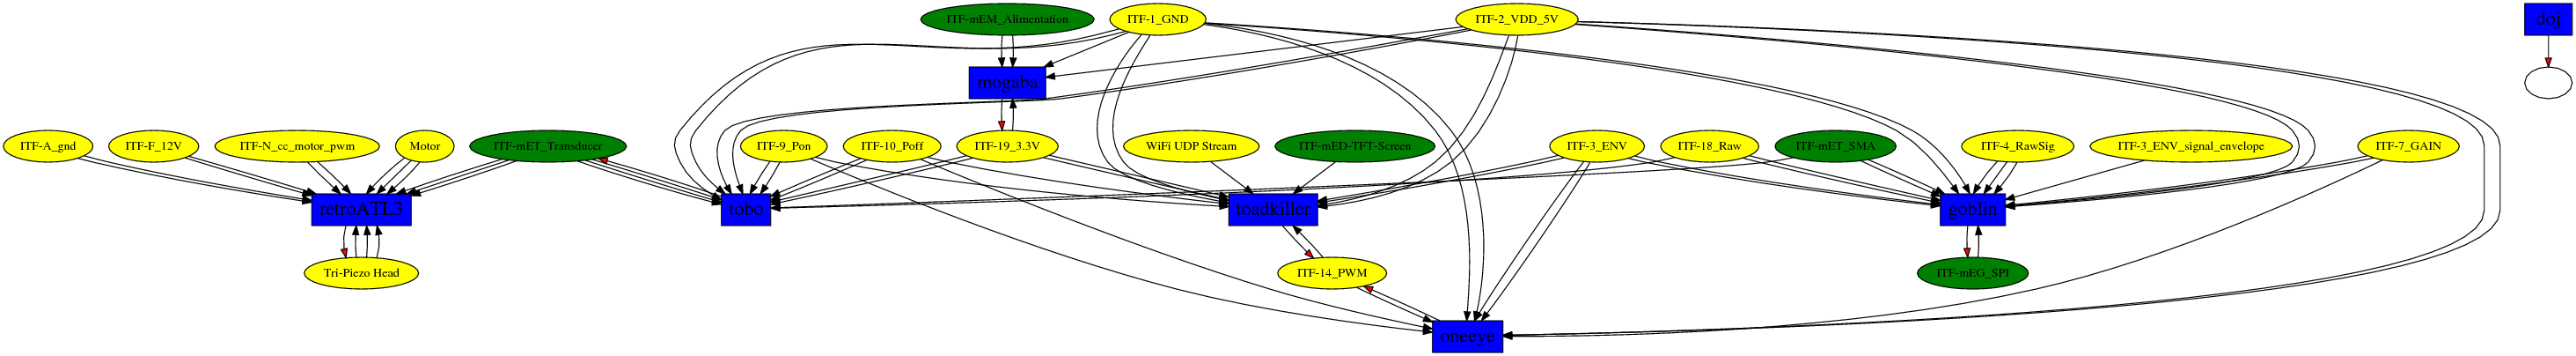 ITF-mEM_Alimentation
ITF-1_GND
ITF-2_VDD_5V
doj
mogaba
ITF-A_gnd
ITF-F_12V
ITF-N_cc_motor_pwm
Motor
ITF-mET_Transducer
ITF-9_Pon
ITF-10_Poff
ITF-19_3.3V
WiFi UDP Stream
ITF-mED-TFT-Screen
ITF-3_ENV
ITF-18_Raw
ITF-mET_SMA
ITF-4_RawSig
ITF-3_ENV_signal_envelope
ITF-7_GAIN
retroATL3
tobo
toadkiller
goblin
Tri-Piezo Head
ITF-14_PWM
ITF-mEG_SPI
oneeye